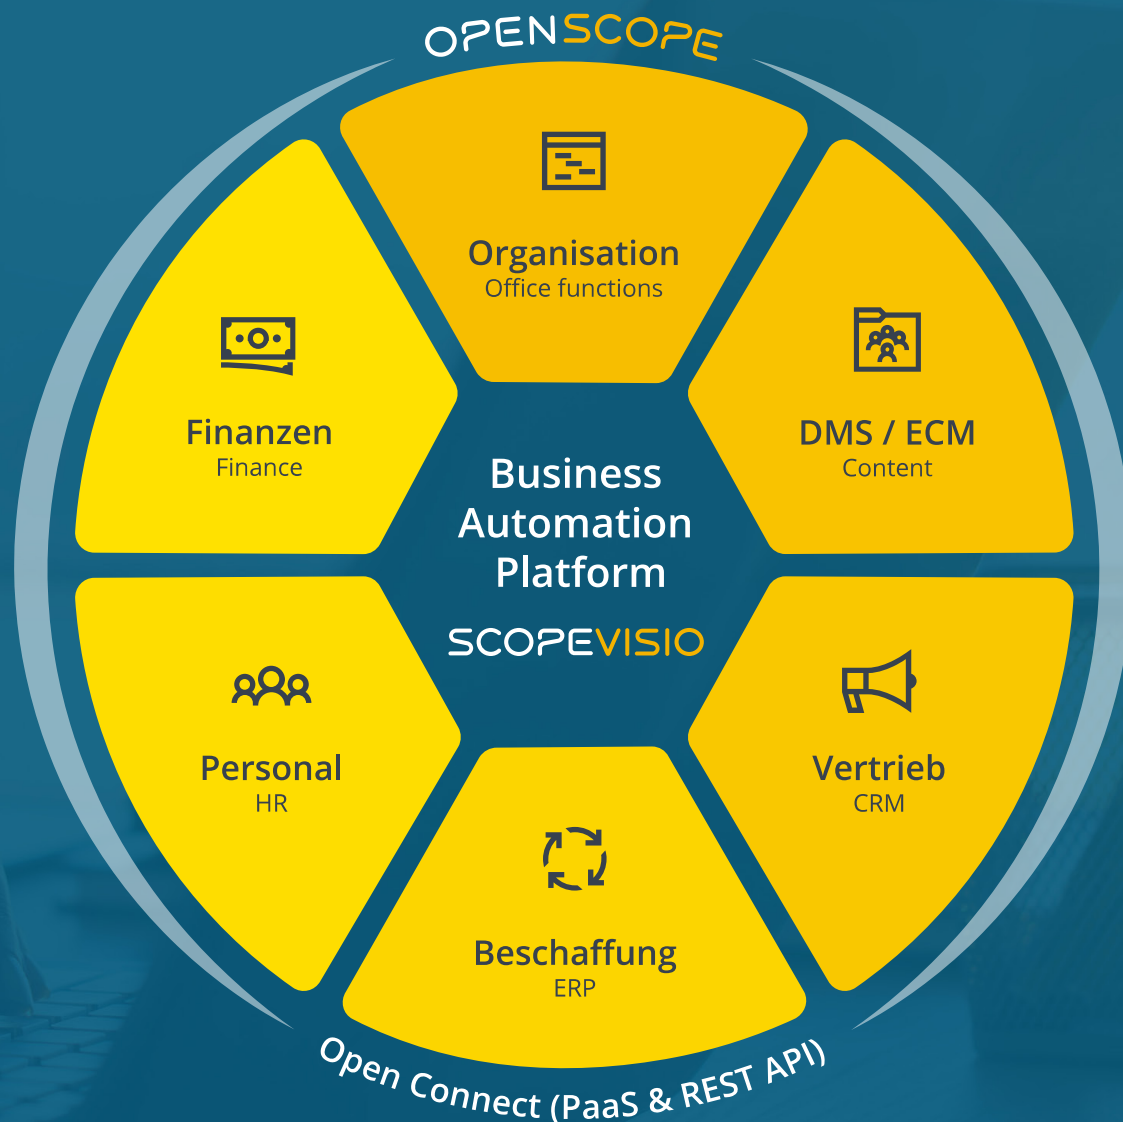 OPENSCOPE
Organisation
Office functions
Finanzen
Finance
DMS / ECM
Content
Business
Automation
Platform
SCOPEVISIO
Personal
HR
Vertrieb
CRM
Beschaffung
ERP
Open Connect (PaaS & REST API)